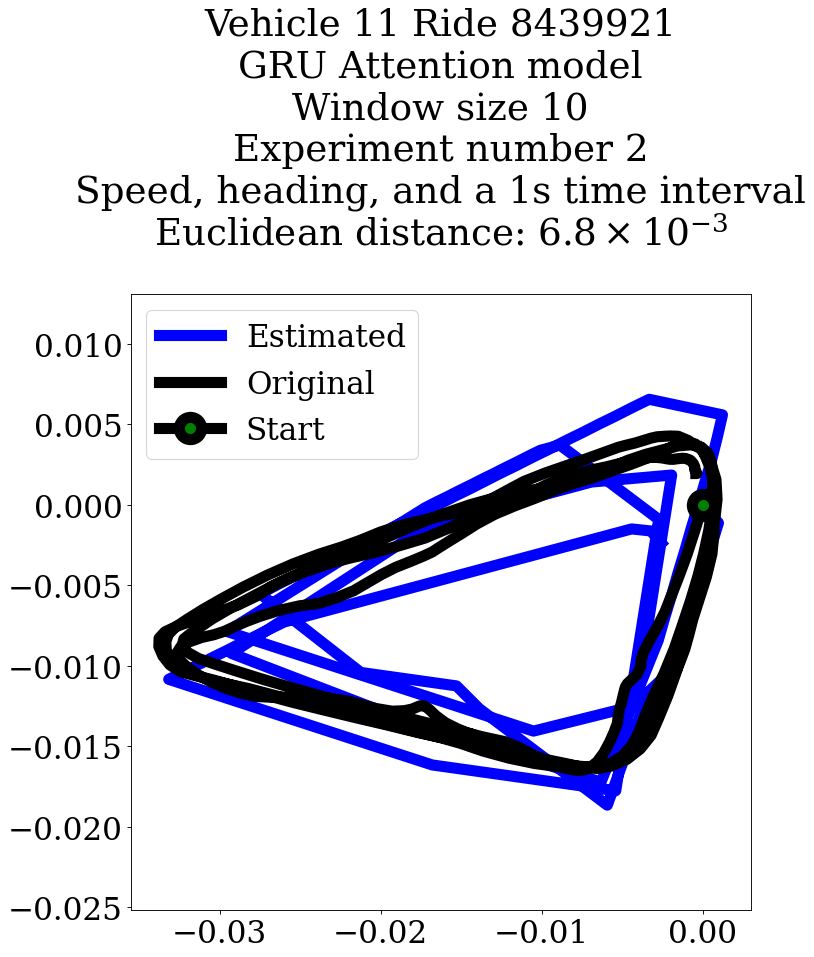 Vehicle 11 Ride 8439921
GRU Attention model
Window size 10
Experiment number 2
Speed, heading, and a 1s time interval
Euclidean distance: 6.8 × 10⁻³
Estimated
Original
Start
0.010
0.005
0.000
−0.005
−0.010
−0.015
−0.020
−0.025
−0.03
−0.02
−0.01
0.00